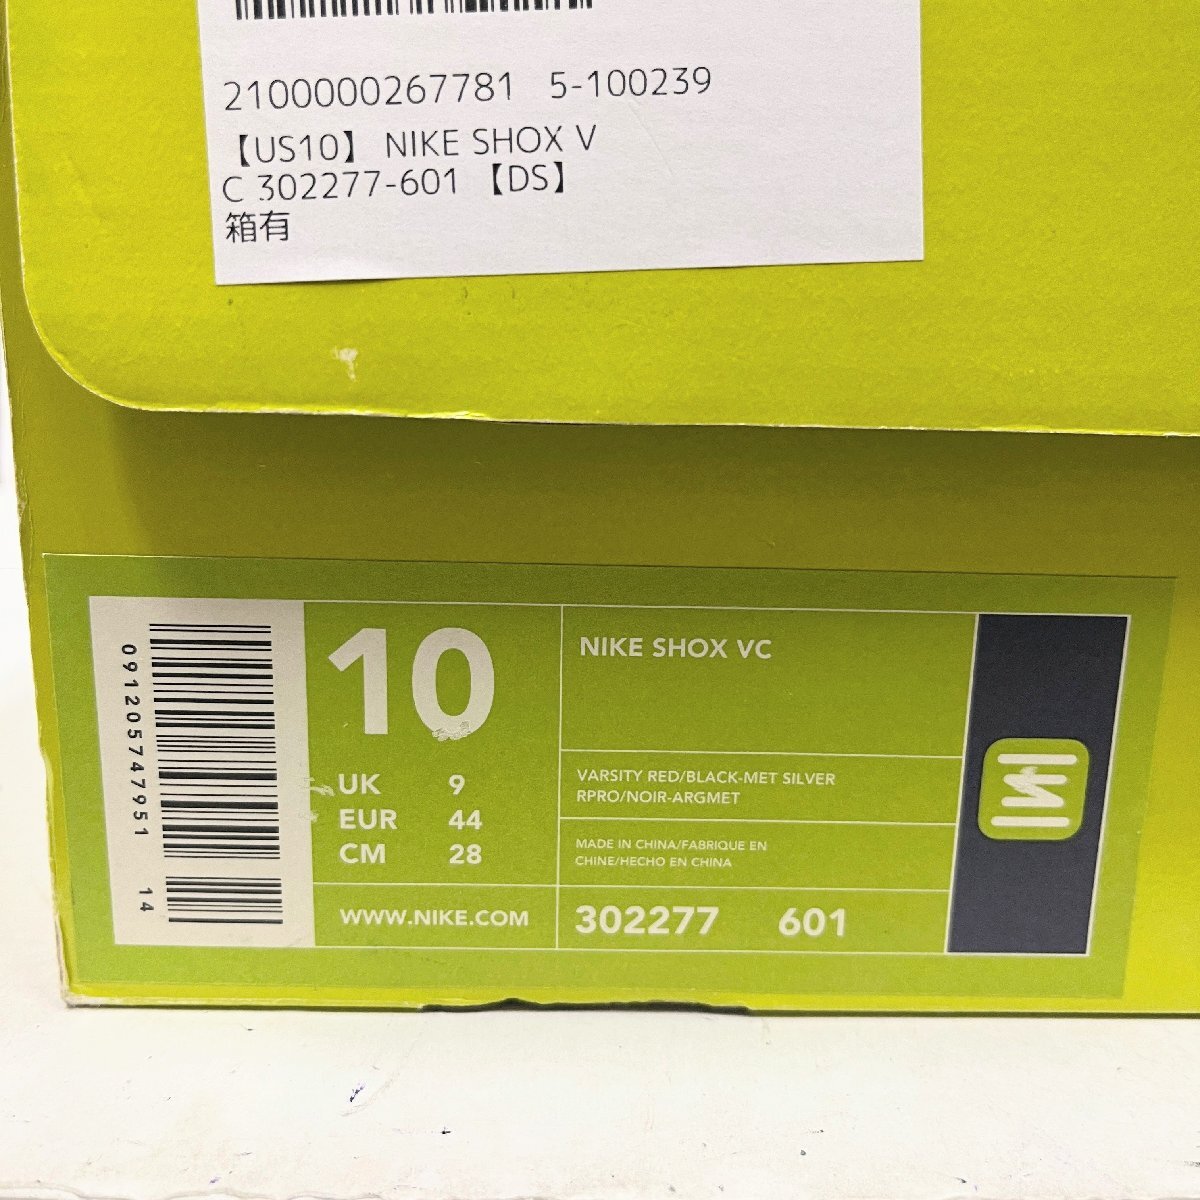 2100000267781 5-100239
【US10】 NIKE SHOX V
C 302277-601 【DS】
箱有
091205747951 14
10
UK 9
EUR 44
CM 28
WWW.NIKE.COM
NIKE SHOX VC
VARSITY RED/BLACK-MET SILVER
RPRO/NOIR-ARGMET
MADE IN CHINA/FABRIQUE EN
CHINE/HECHO EN CHINA
302277 601